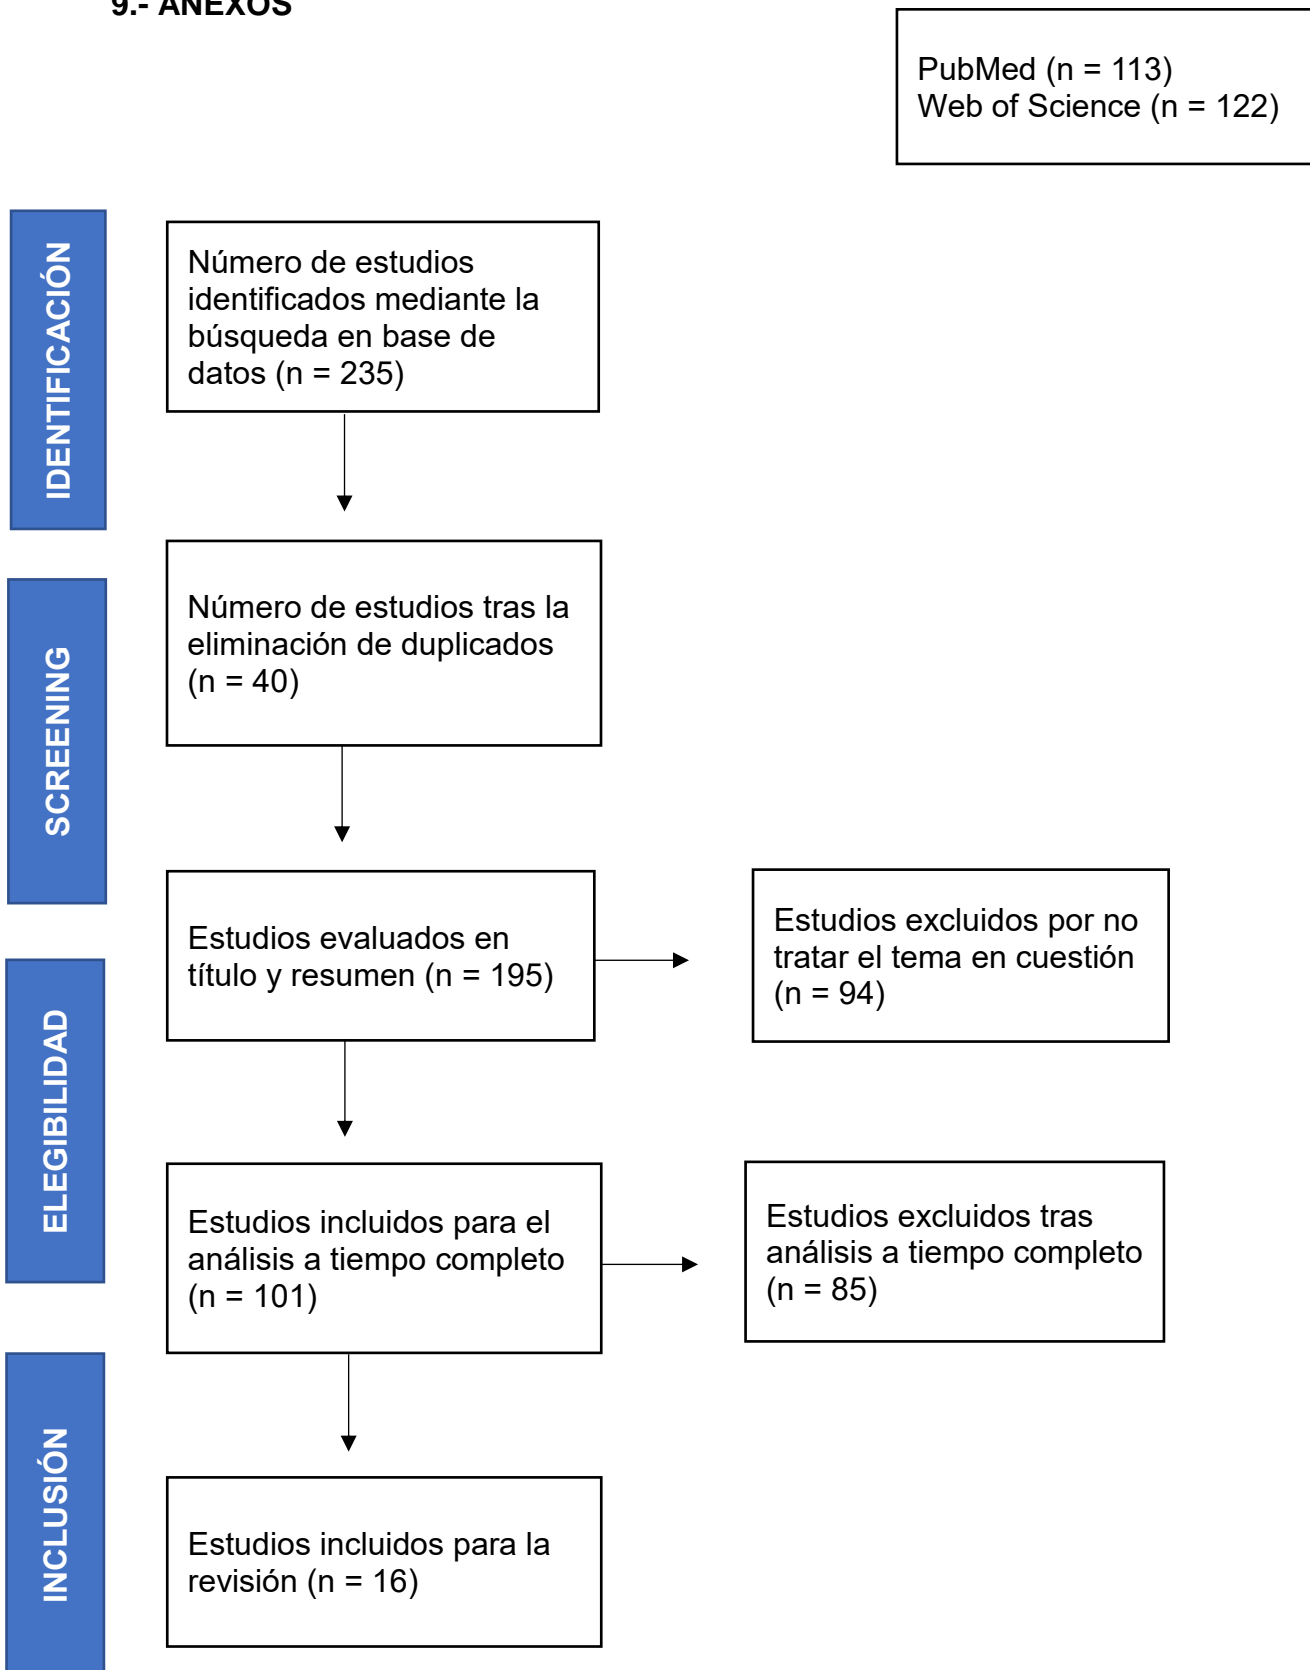 9.- ANEXOS
PubMed (n = 113)
Web of Science (n = 122)
IDENTIFICACIÓN
Número de estudios
identificados mediante la
búsqueda en base de
datos (n = 235)
SCREENING
Número de estudios tras la
eliminación de duplicados
(n = 40)
Estudios evaluados en
título y resumen (n = 195)
Estudios excluidos por no
tratar el tema en cuestión
(n = 94)
ELEGIBILIDAD
Estudios incluidos para el
análisis a tiempo completo
(n = 101)
Estudios excluidos tras
análisis a tiempo completo
(n = 85)
INCLUSIÓN
Estudios incluidos para la
revisión (n = 16)